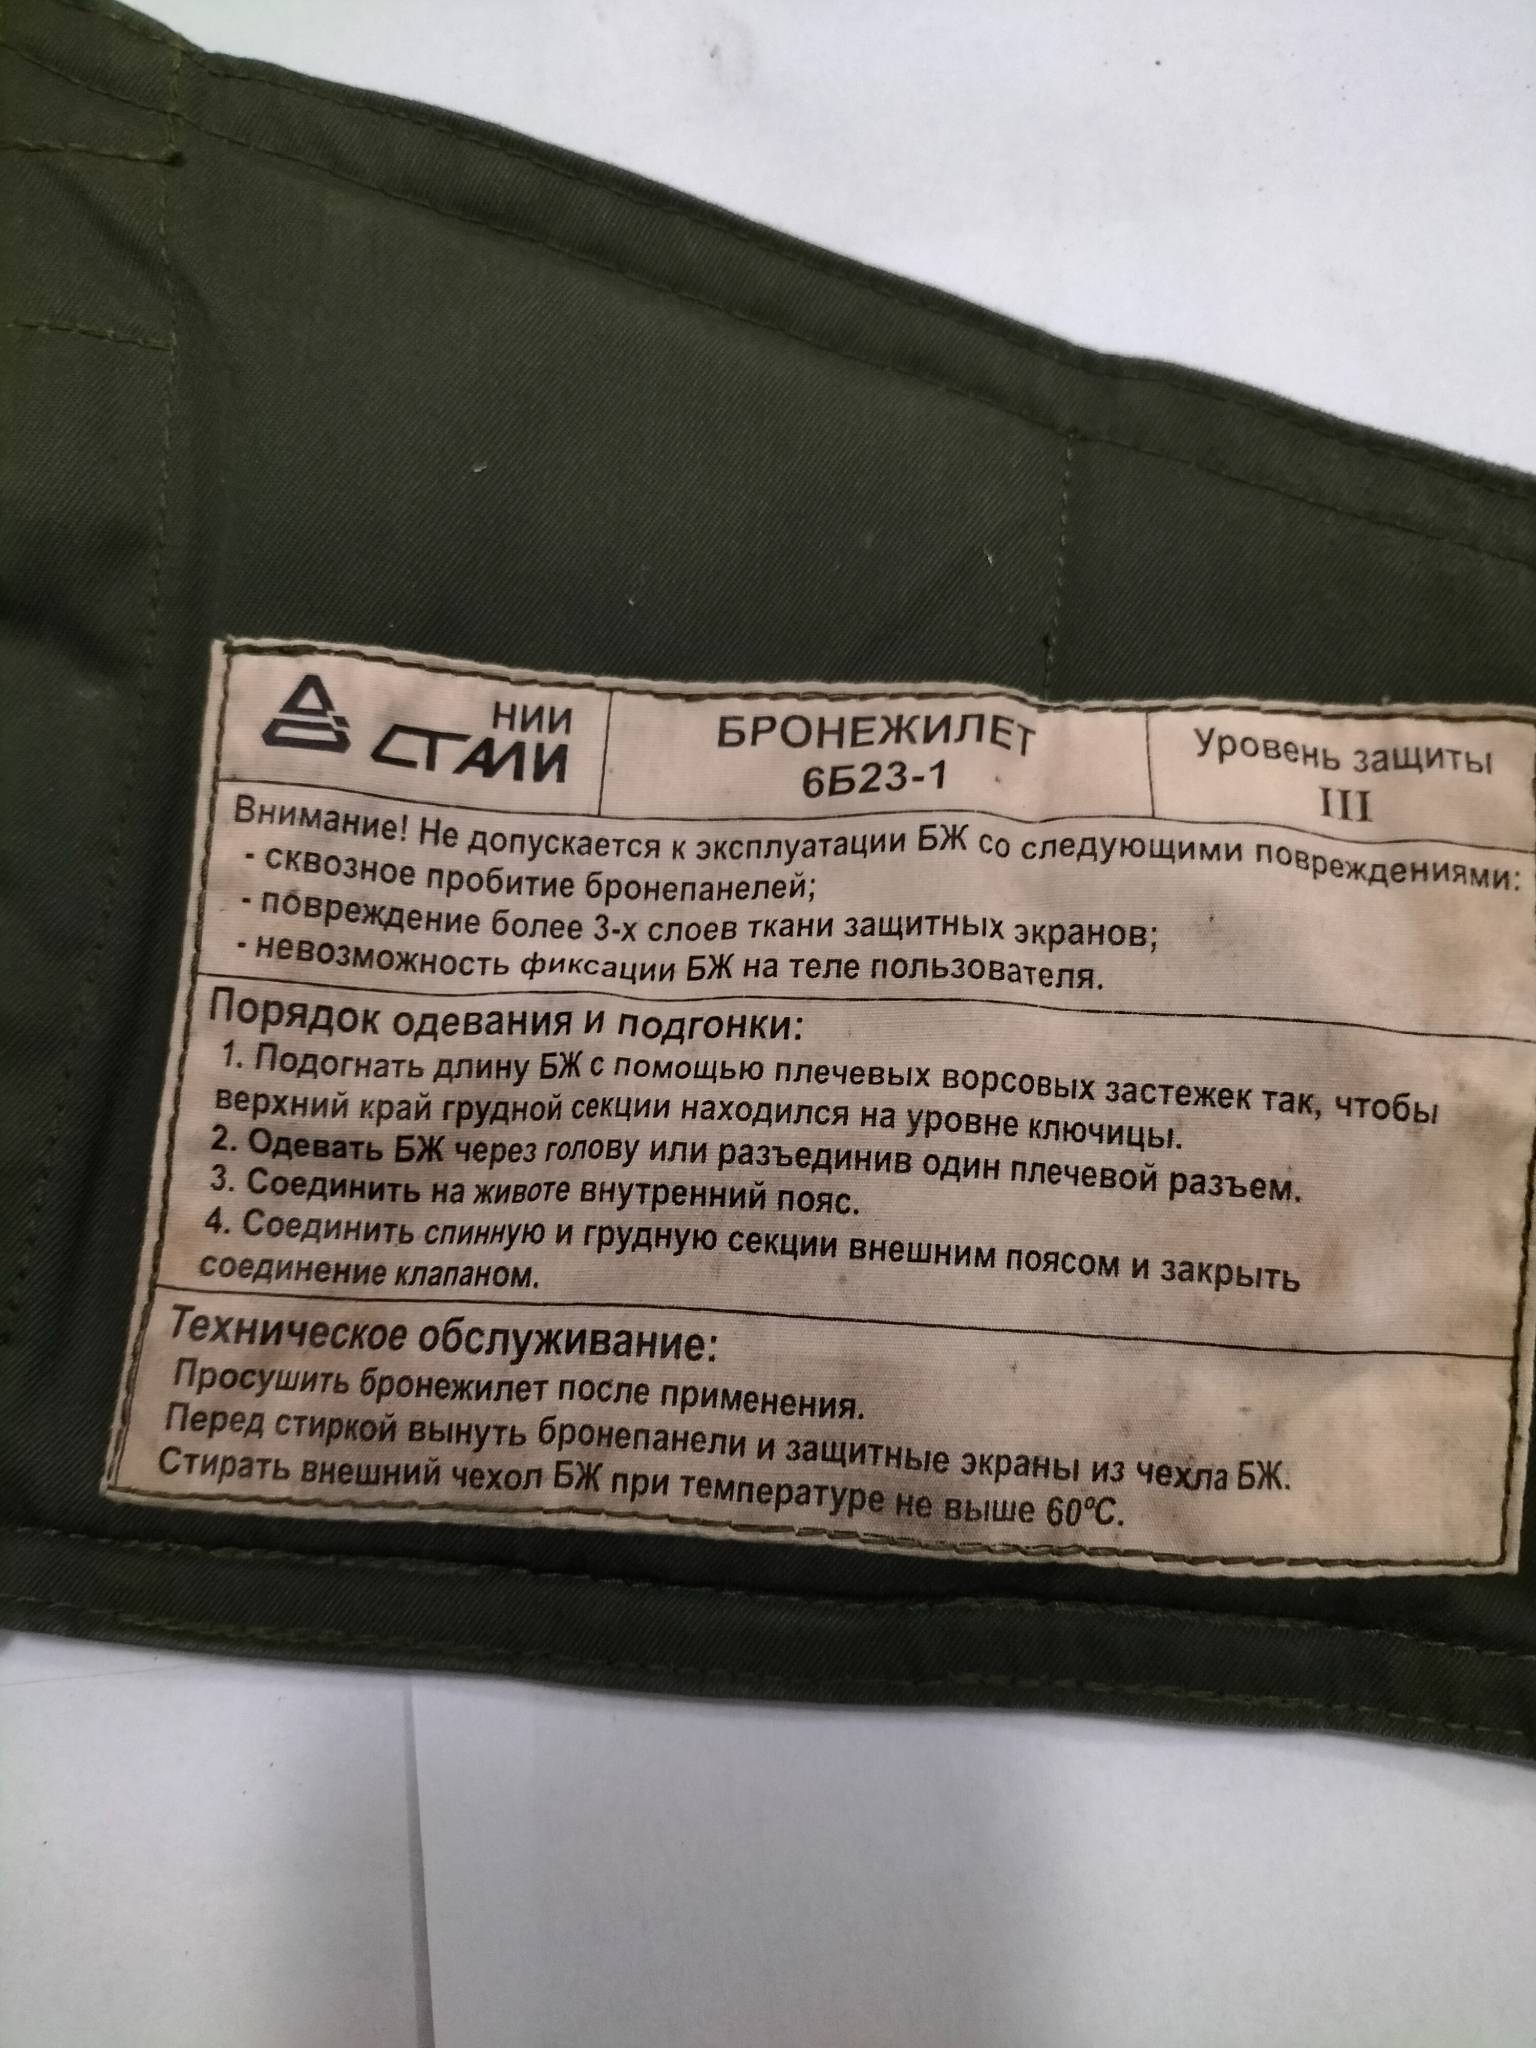 НИИ
СТАЛИ
БРОНЕЖИЛЕТ
6Б23-1
Уровень защиты
III
Внимание! Не допускается к эксплуатации БЖ со следующими повреждениями:
- сквозное пробитие бронепанелей;
- повреждение более 3-х слоев ткани защитных экранов;
- невозможность фиксации БЖ на теле пользователя.
Порядок одевания и подгонки:
1. Подогнать длину БЖ с помощью плечевых ворсовых застежек так, чтобы
верхний край грудной секции находился на уровне ключицы.
2. Одевать БЖ через голову или разъединив один плечевой разъем.
3. Соединить на животе внутренний пояс.
4. Соединить спинную и грудную секции внешним поясом и закрыть
соединение клапаном.
Техническое обслуживание:
Просушить бронежилет после применения.
Перед стиркой вынуть бронепанели и защитные экраны из чехла БЖ.
Стирать внешний чехол БЖ при температуре не выше 60ºС.